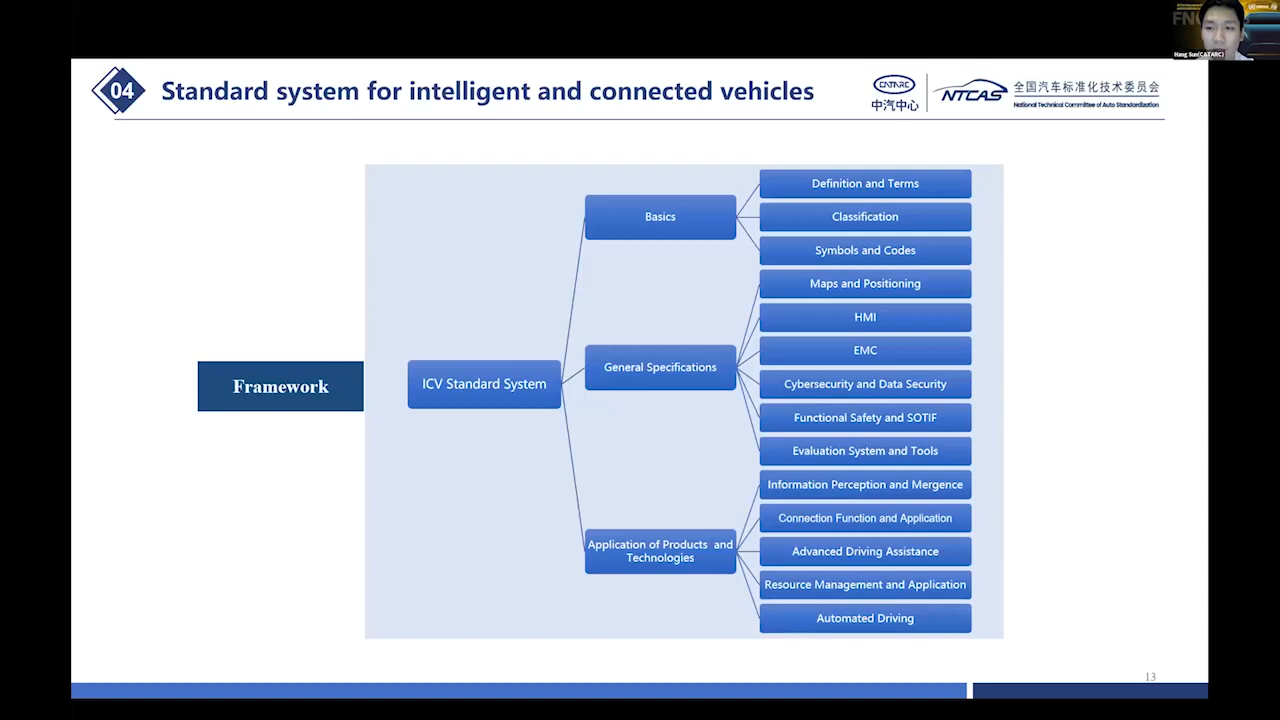 Hang Sun(CATARC)
04
Standard system for intelligent and connected vehicles
CATARC
中汽中心
NTCAS
全国汽车标准化技术委员会
National Technical Committee of Auto Standardization
Framework
ICV Standard System
Basics
Definition and Terms
Classification
Symbols and Codes
General Specifications
Maps and Positioning
HMI
EMC
Cybersecurity and Data Security
Functional Safety and SOTIF
Evaluation System and Tools
Application of Products and
Technologies
Information Perception and Mergence
Connection Function and Application
Advanced Driving Assistance
Resource Management and Application
Automated Driving
13